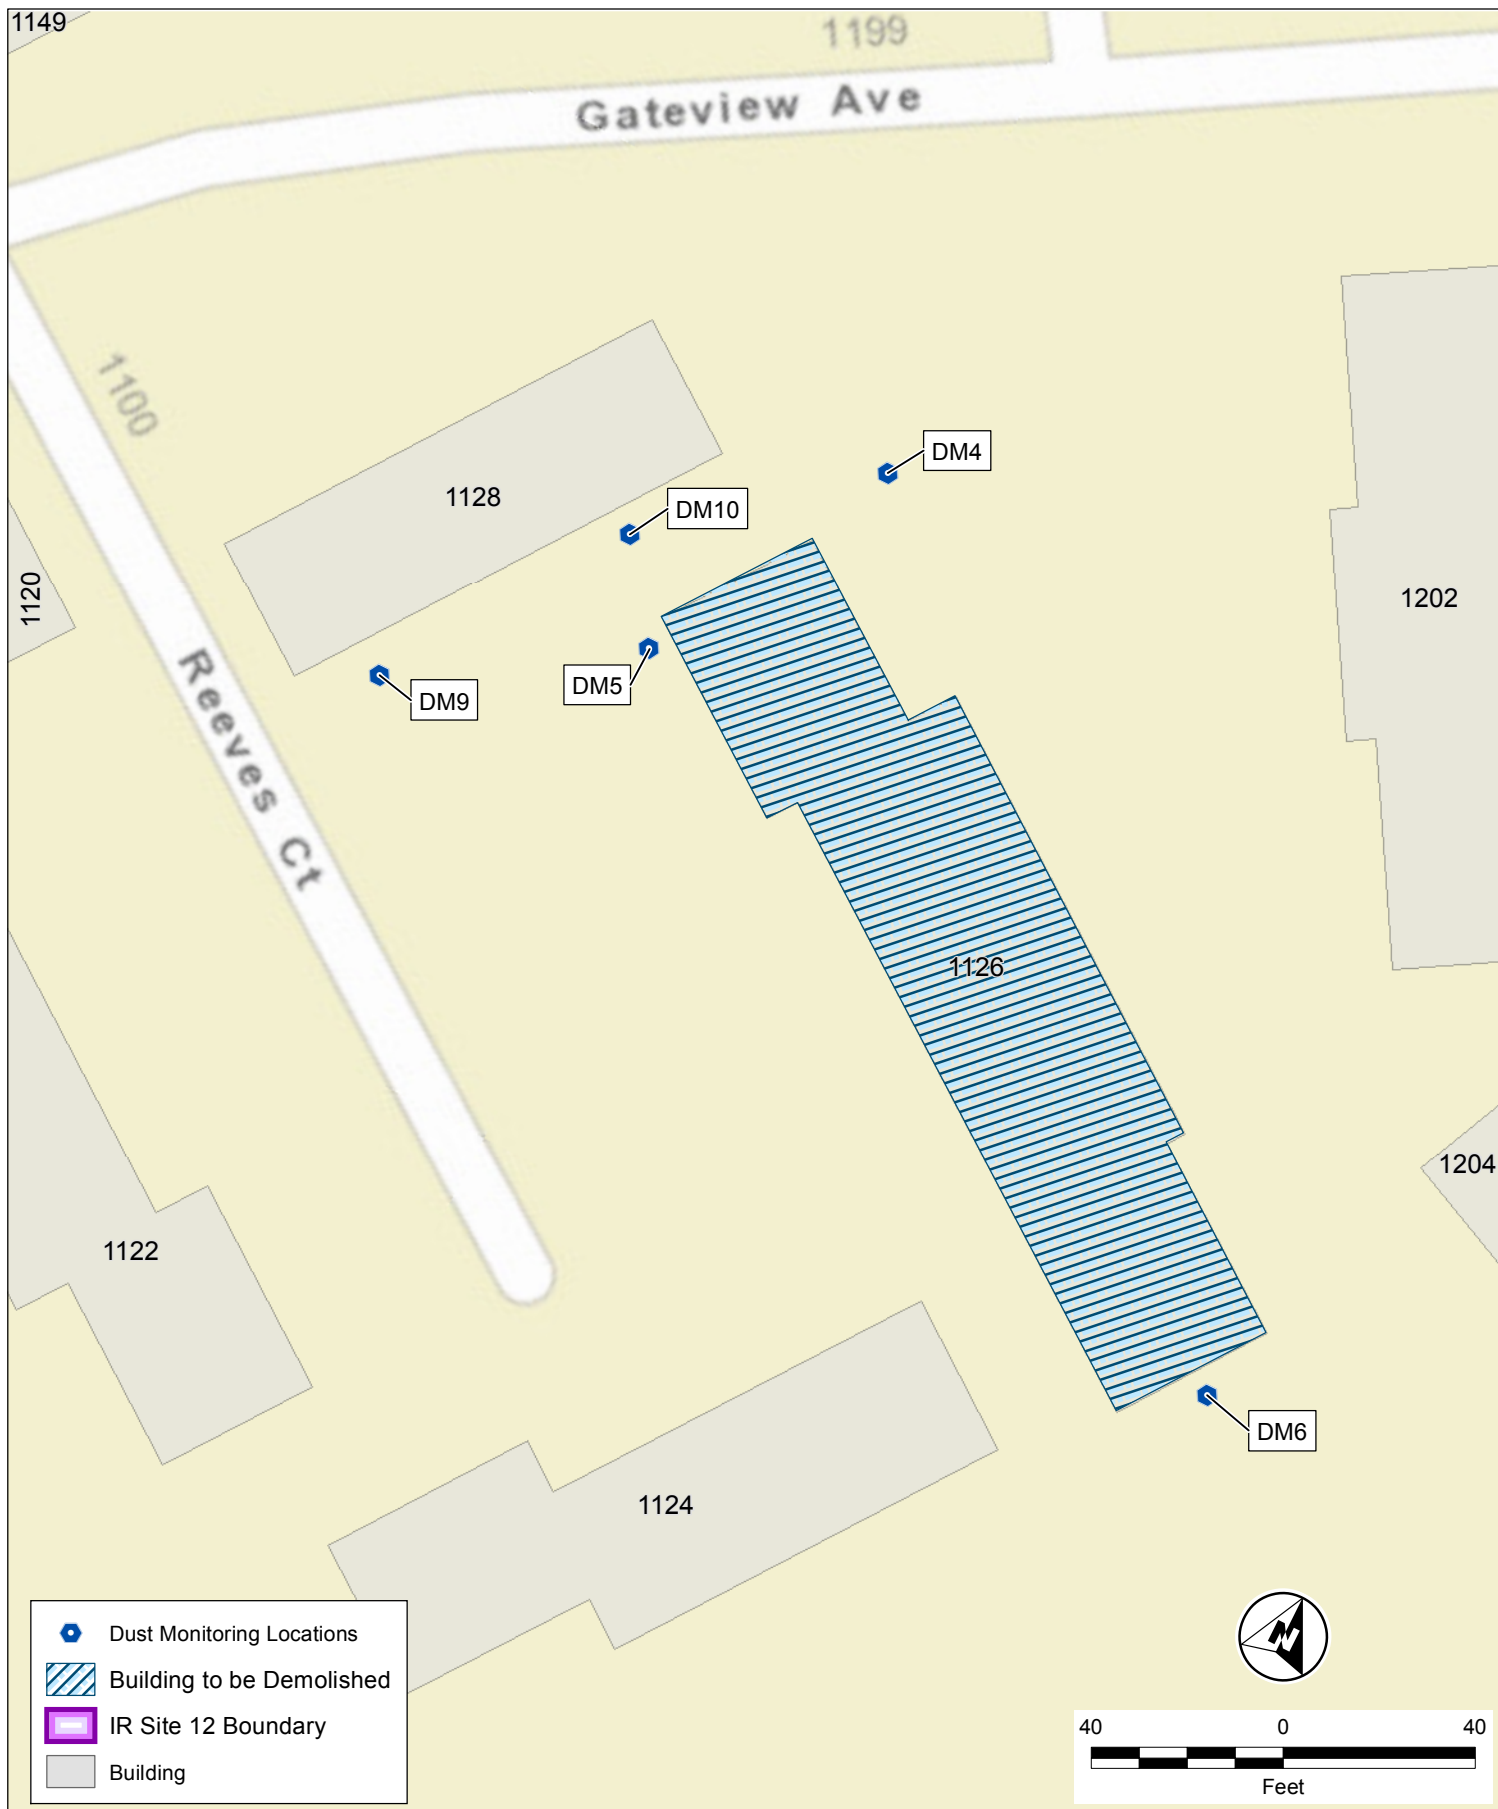 1149
1199
Gateview Ave
1100
1128
DM4
DM10
1120
1202
DM5
DM9
Reeves Ct
1126
1204
1122
DM6
1124
N
Dust Monitoring Locations
Building to be Demolished
IR Site 12 Boundary
Building
40 0 40
Feet